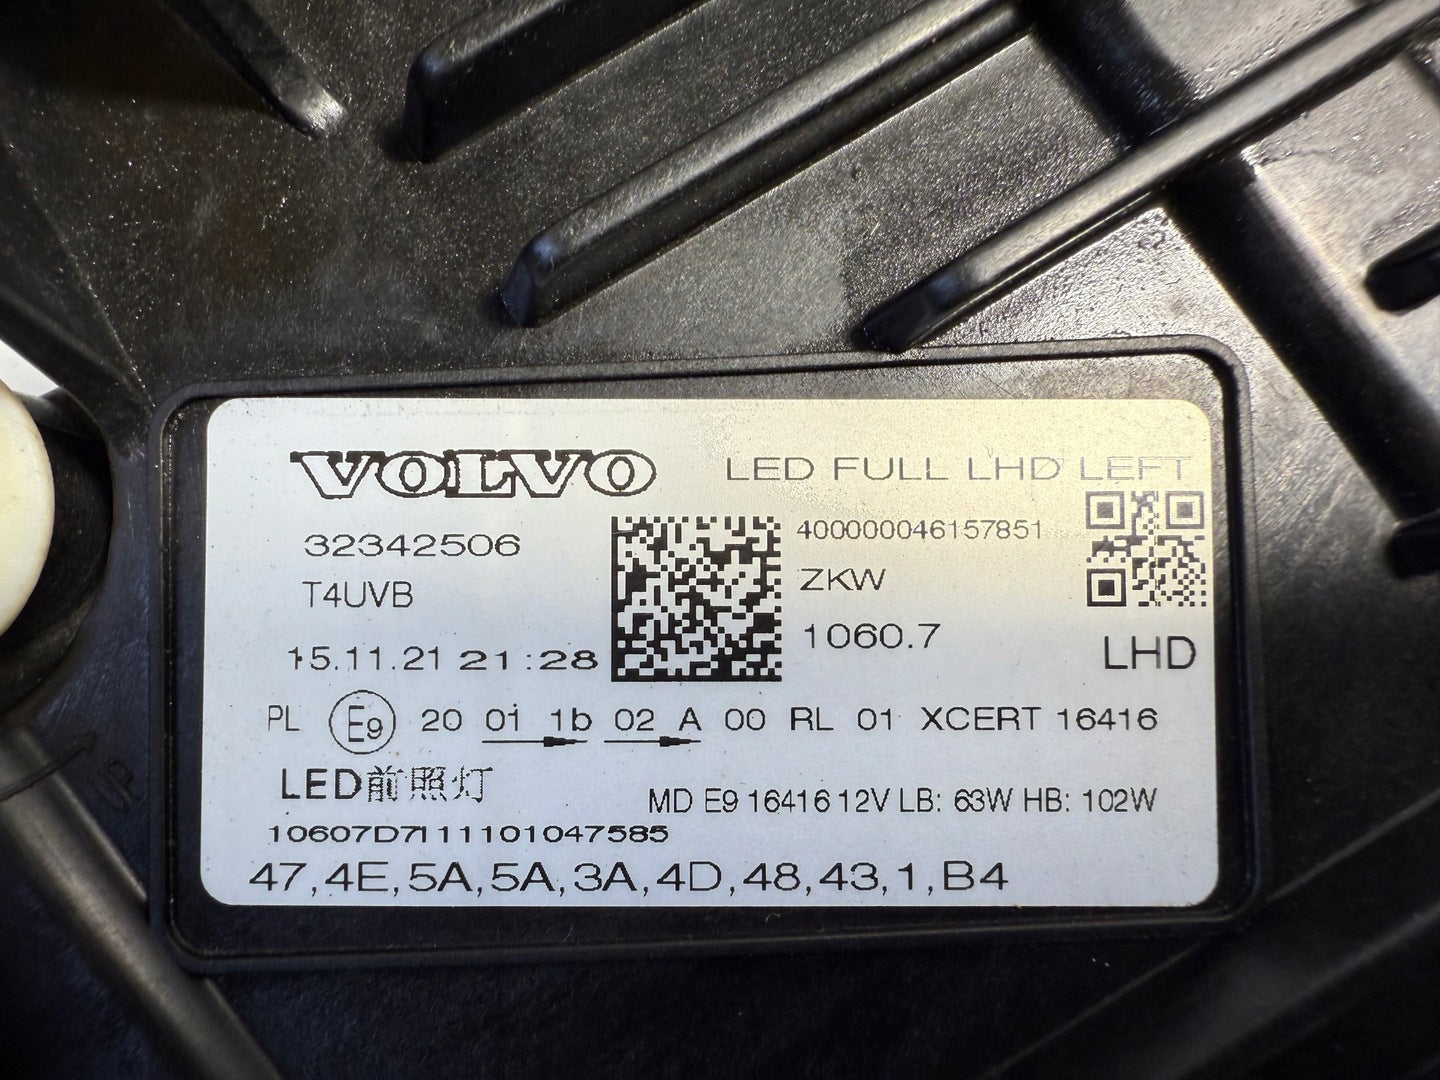 VOLVO LED FULL LHD LEFT
32342506 400000046157851
T4UVB ZKW
15.11.21 21:28 1060.7 LHD
PL E9 20 01 1b 02 A 00 RL 01 XCERT 16416
LED前照灯 MD E9 16416 12V LB: 63W HB: 102W
10607D7111101047585
47,4E,5A,5A,3A,4D,48,43,1,B4